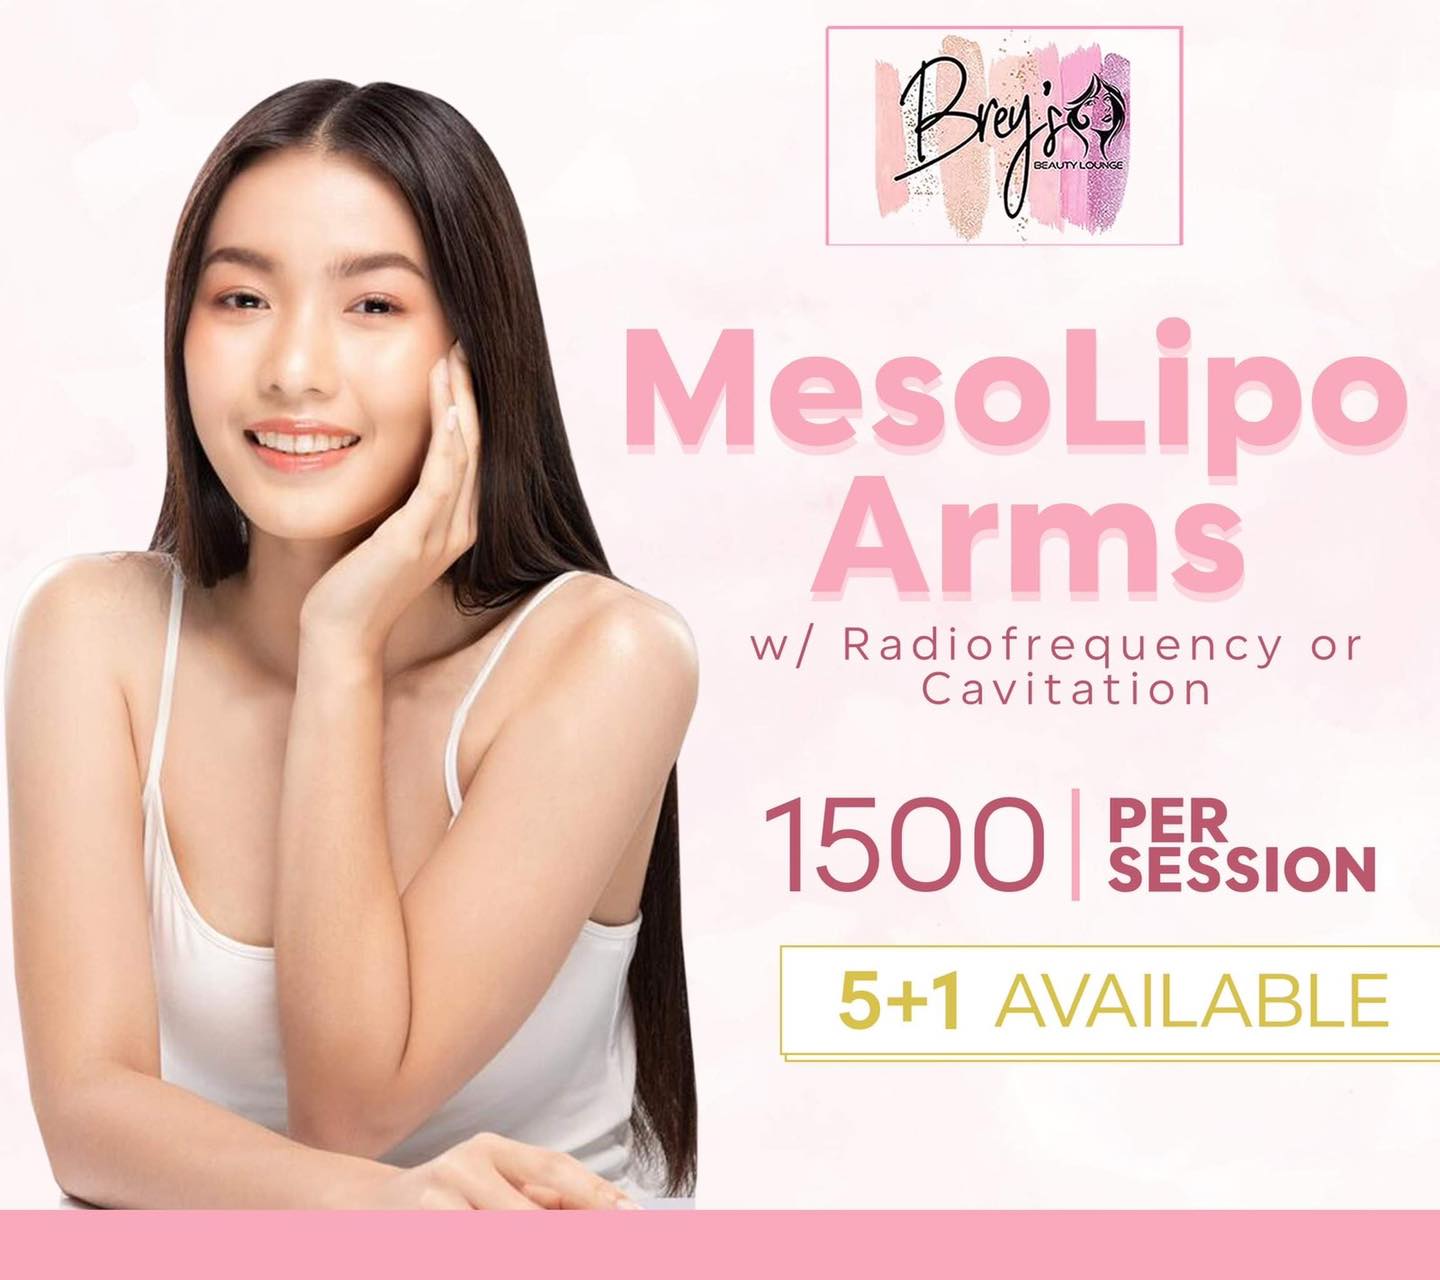 Brey's
BEAUTY LOUNGE
MesoLipo
Arms
w/ Radiofrequency or
Cavitation
1500 PER
SESSION
5+1 AVAILABLE